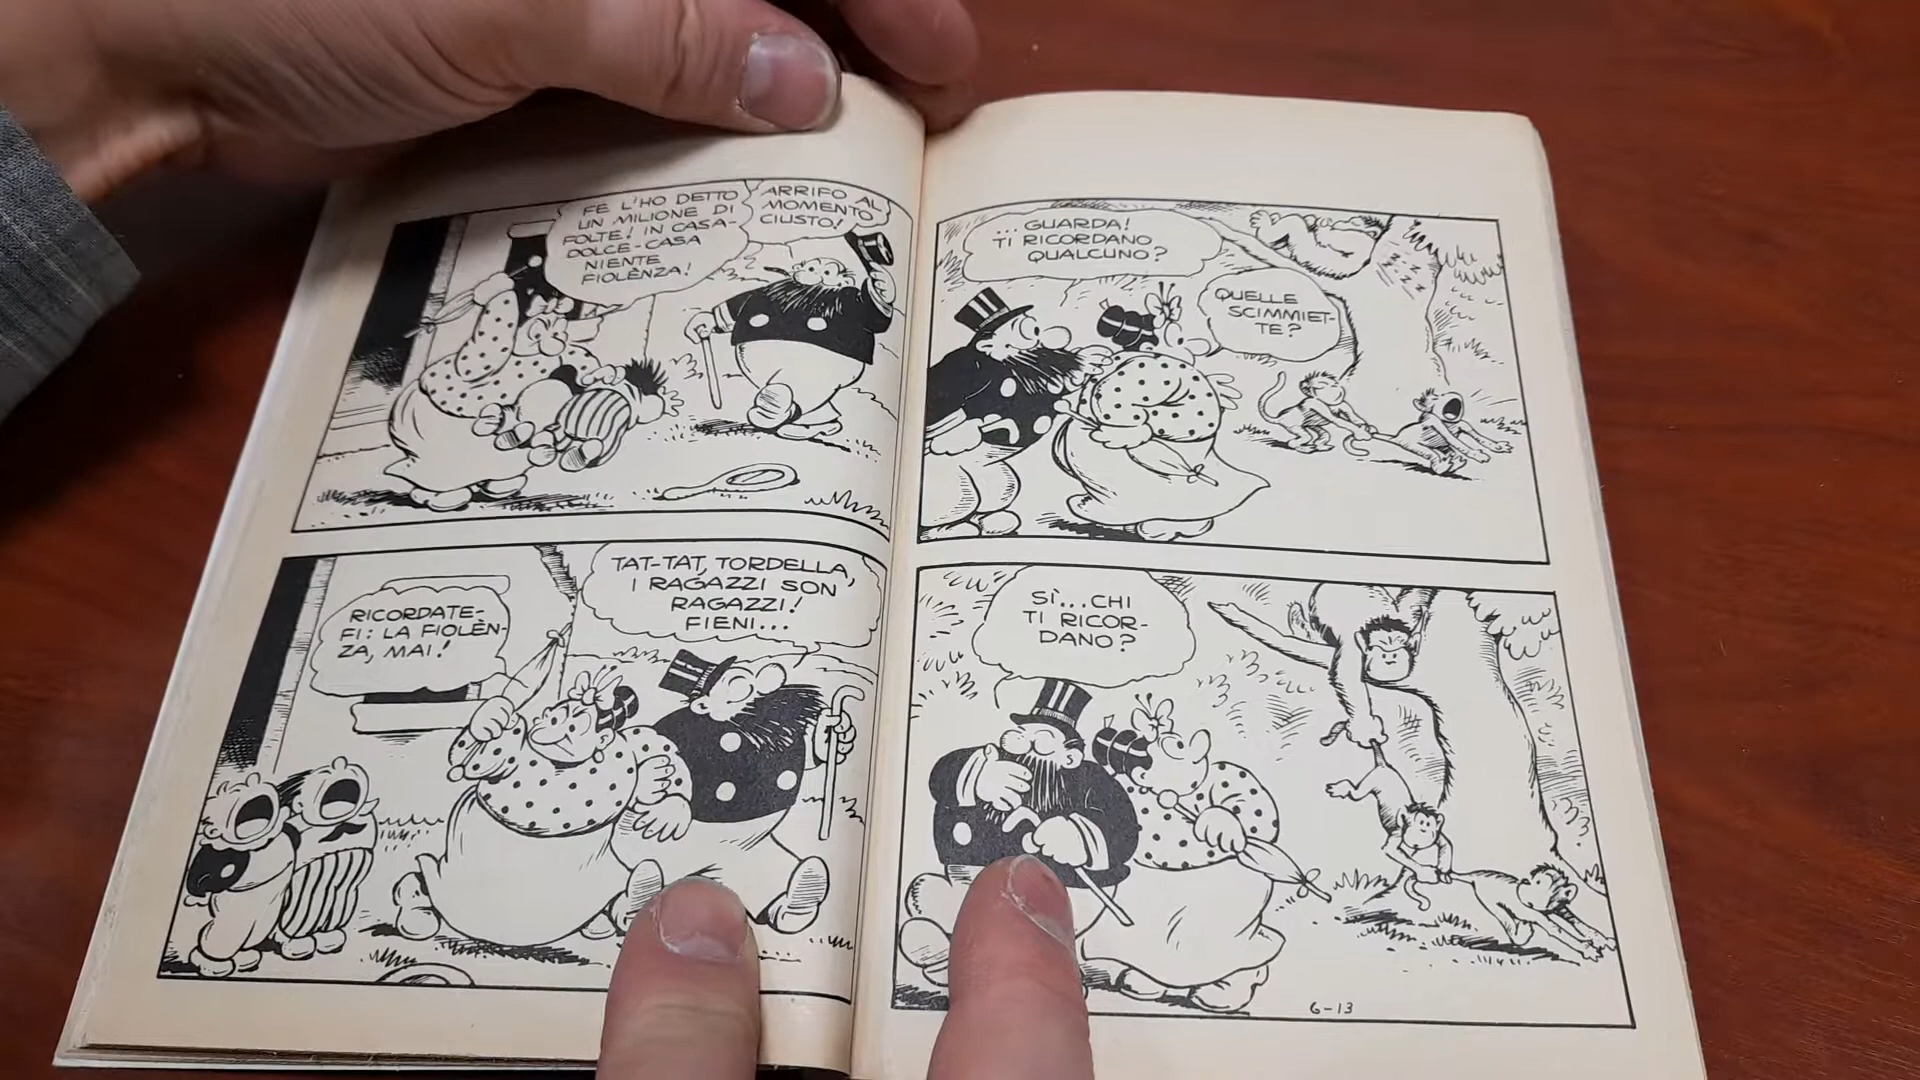 FE L'HO DETTO
UN MILIONE DI
FOLTE! IN CASA-
DOLCE-CASA
NIENTE
FIOLÈNZA!
ARRIFO AL
MOMENTO
CIUSTO!
RICORDATE-
FI: LA FIOLÈN-
ZA, MAI!
TAT-TAT, TORDELLA,
I RAGAZZI SON
RAGAZZI!
FIENI...
... GUARDA!
TI RICORDANO
QUALCUNO?
QUELLE
SCIMMIET-
TE?
Z-Z-Z
Z-Z-Z
SÌ...CHI
TI RICOR-
DANO?
6-13